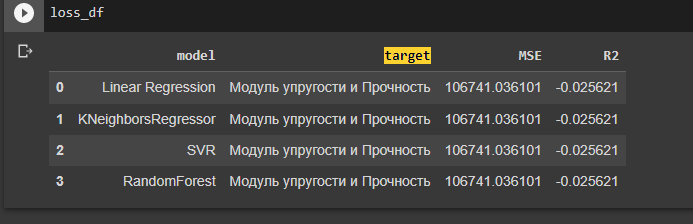 loss_df
model target MSE R2
0 Linear Regression Модуль упругости и Прочность 106741.036101 -0.025621
1 KNeighborsRegressor Модуль упругости и Прочность 106741.036101 -0.025621
2 SVR Модуль упругости и Прочность 106741.036101 -0.025621
3 RandomForest Модуль упругости и Прочность 106741.036101 -0.025621